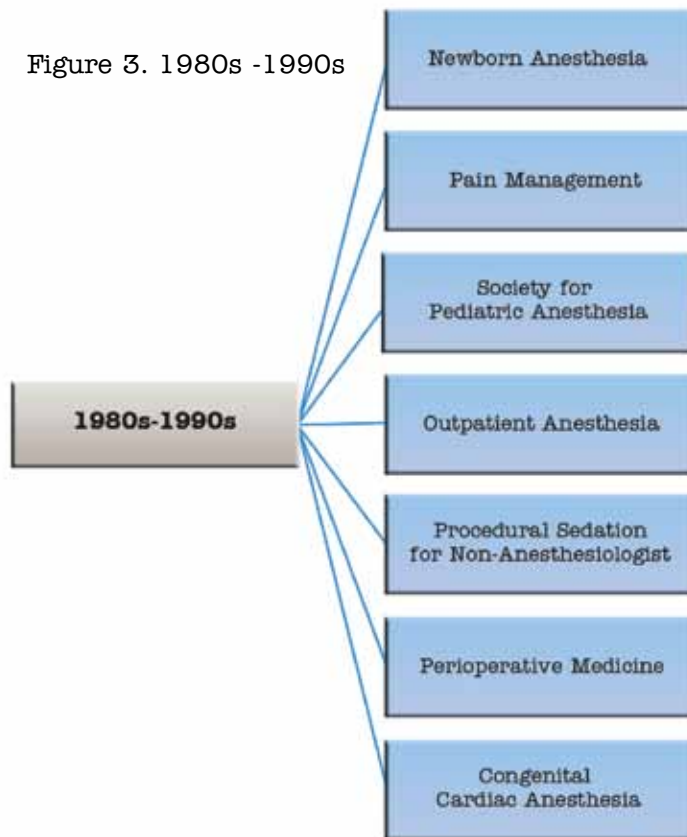 Figure 3. 1980s -1990s
Newborn Anesthesia
Pain Management
Society for
Pediatric Anesthesia
1980s-1990s
Outpatient Anesthesia
Procedural Sedation
for Non-Anesthesiologist
Perioperative Medicine
Congenital
Cardiac Anesthesia